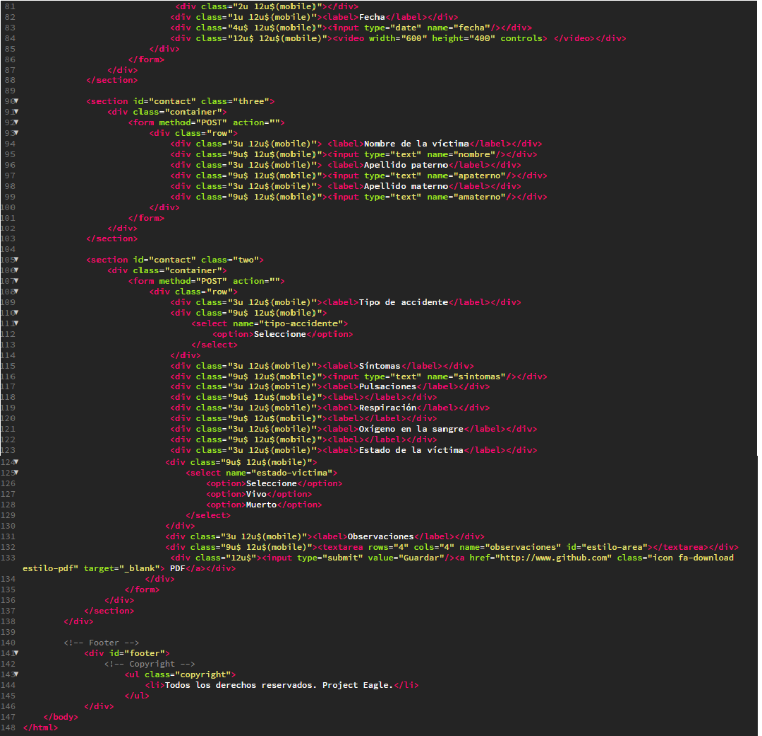 81 <div class="2u 12u$(mobile)"></div>
82 <div class="1u 12u$(mobile)"><label>Fecha</label></div>
83 <div class="4u$ 12u$(mobile)"><input type="date" name="fecha"/></div>
84 <div class="12u$ 12u$(mobile)"><video width="600" height="400" controls> </video></div>
85 </div>
86 </form>
87 </div>
88 </section>
89
90 <section id="contact" class="three">
91 <div class="container">
92 <form method="POST" action="">
93 <div class="row">
94 <div class="3u 12u$(mobile)"> <label>Nombre de la víctima</label></div>
95 <div class="9u$ 12u$(mobile)"><input type="text" name="nombre"/></div>
96 <div class="3u 12u$(mobile)"> <label>Apellido paterno</label></div>
97 <div class="9u$ 12u$(mobile)"><input type="text" name="apaterno"/></div>
98 <div class="3u 12u$(mobile)"> <label>Apellido materno</label></div>
99 <div class="9u$ 12u$(mobile)"><input type="text" name="amaterno"/></div>
100 </div>
101 </form>
102 </div>
103 </section>
104
105 <section id="contact" class="two">
106 <div class="container">
107 <form method="POST" action="">
108 <div class="row">
109 <div class="3u 12u$(mobile)"><label>Tipo de accidente</label></div>
110 <div class="9u$ 12u$(mobile)">
111 <select name="tipo-accidente">
112 <option>Seleccione</option>
113 </select>
114 </div>
115 <div class="3u 12u$(mobile)"><label>Síntomas</label></div>
116 <div class="9u$ 12u$(mobile)"><input type="text" name="sintomas"/></div>
117 <div class="3u 12u$(mobile)"><label>Pulsaciones</label></div>
118 <div class="9u$ 12u$(mobile)"><label></label></div>
119 <div class="3u 12u$(mobile)"><label>Respiración</label></div>
120 <div class="9u$ 12u$(mobile)"><label></label></div>
121 <div class="3u 12u$(mobile)"><label>Oxígeno en la sangre</label></div>
122 <div class="9u$ 12u$(mobile)"><label></label></div>
123 <div class="3u 12u$(mobile)"><label>Estado de la víctima</label></div>
124 <div class="9u$ 12u$(mobile)">
125 <select name="estado-victima">
126 <option>Seleccione</option>
127 <option>Vivo</option>
128 <option>Muerto</option>
129 </select>
130 </div>
131 <div class="3u 12u$(mobile)"><label>Observaciones</label></div>
132 <div class="9u$ 12u$(mobile)"><textarea rows="4" cols="4" name="observaciones" id="estilo-area"></textarea></div>
133 <div class="12u$"><input type="submit" value="Guardar"/><a href="http://www.github.com" class="icon fa-download
estilo-pdf" target="_blank"> PDF</a></div>
134 </div>
135 </form>
136 </div>
137 </section>
138 </div>
139
140 <!-- Footer -->
141 <div id="footer">
142 <!-- Copyright -->
143 <ul class="copyright">
144 <li>Todos los derechos reservados. Project Eagle.</li>
145 </ul>
146 </div>
147 </body>
148 </html>